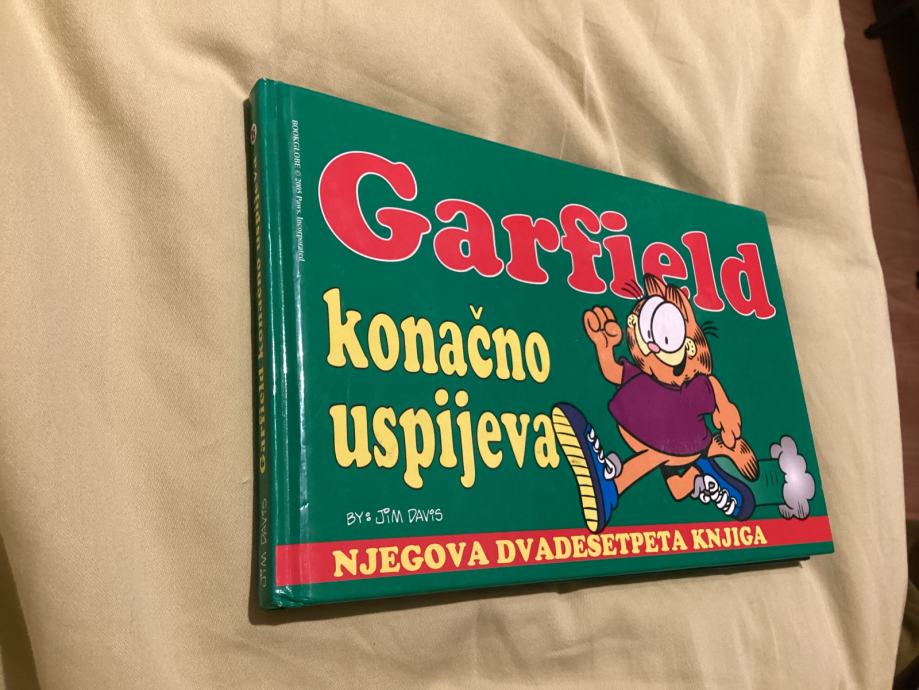 BOOKGLOBE © 2005 Paws, Incorporated.
Garfield
konačno
uspijeva
BY: JIM DAVIS
NJEGOVA DVADESETPETA KNJIGA
JIM DAVIS Garfield konačno uspijeva